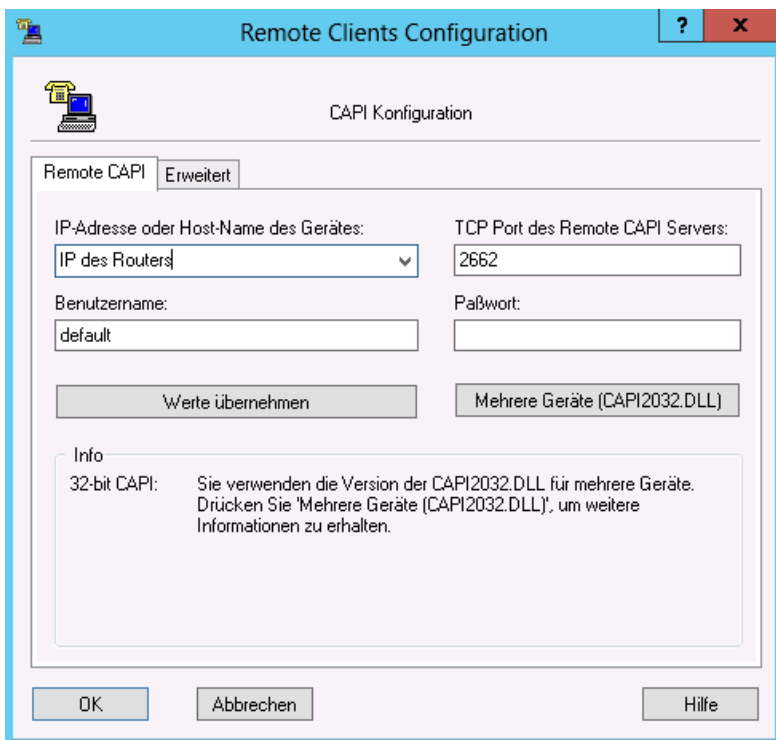 Remote Clients Configuration
? x
CAPI Konfiguration
Remote CAPI Erweitert
IP-Adresse oder Host-Name des Gerätes: TCP Port des Remote CAPI Servers:
IP des Routers 2662
Benutzername: Paßwort:
default
Werte übernehmen Mehrere Geräte (CAPI2032.DLL)
Info
32-bit CAPI: Sie verwenden die Version der CAPI2032.DLL für mehrere Geräte.
Drücken Sie 'Mehrere Geräte (CAPI2032.DLL)', um weitere
Informationen zu erhalten.
OK Abbrechen Hilfe